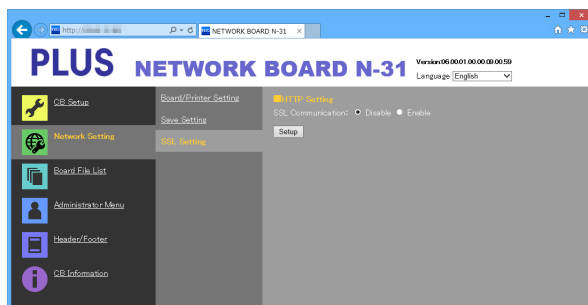 http://
NETWORK BOARD N-31
PLUS NETWORK BOARD N-31
Version:06.00.01.00.00.09.00.59
Language English
CB Setup
Network Setting
Board File List
Administrator Menu
Header/Footer
CB Information
Board/Printer Setting
Save Setting
SSL Setting
HTTP Setting
SSL Communication: Disable Enable
Setup